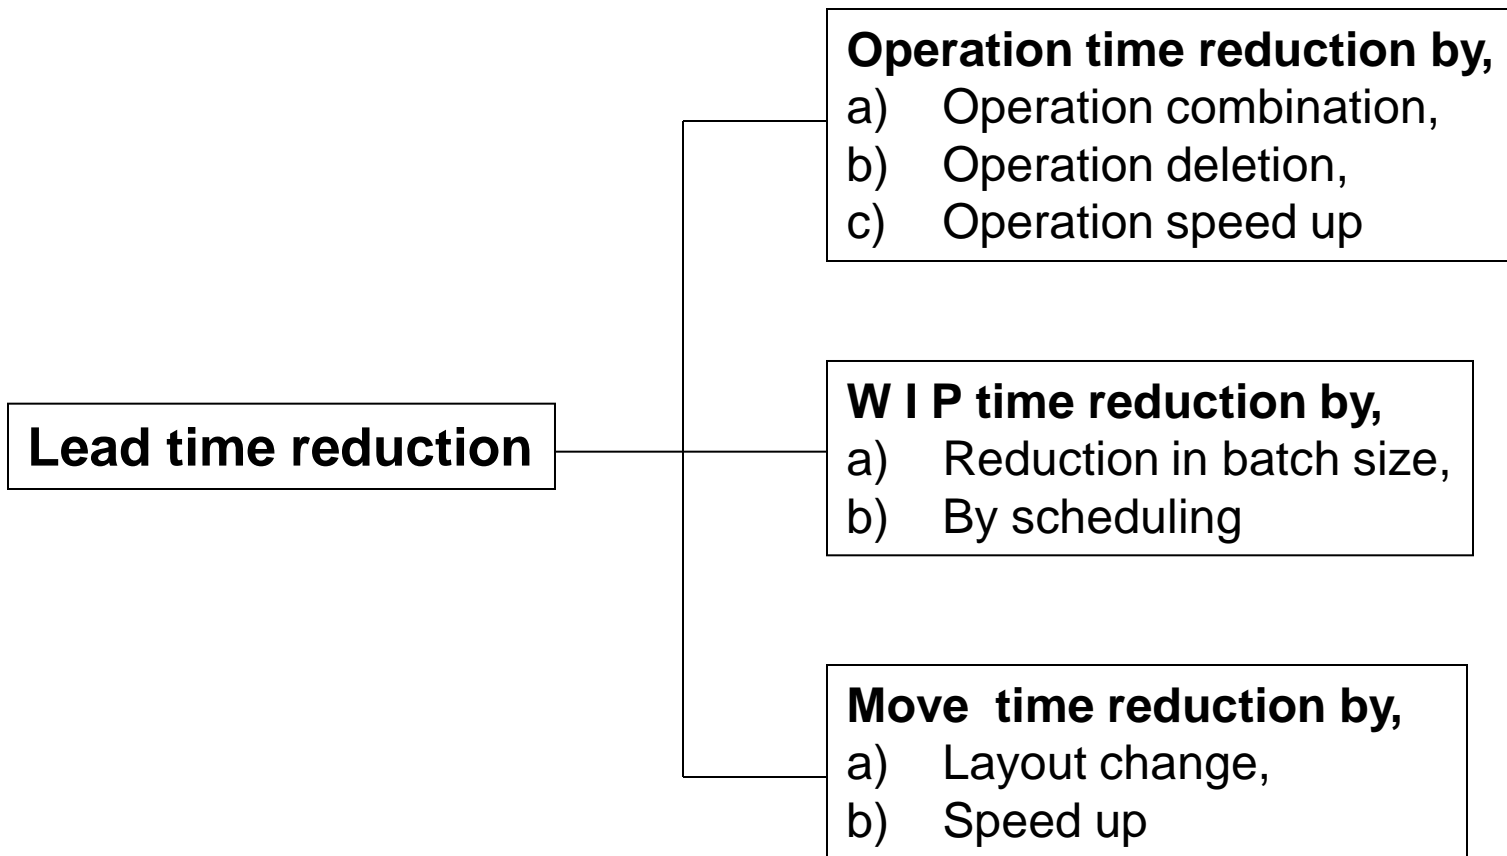 Operation time reduction by,
a) Operation combination,
b) Operation deletion,
c) Operation speed up
Lead time reduction
W I P time reduction by,
a) Reduction in batch size,
b) By scheduling
Move  time reduction by,
a) Layout change,
b) Speed up